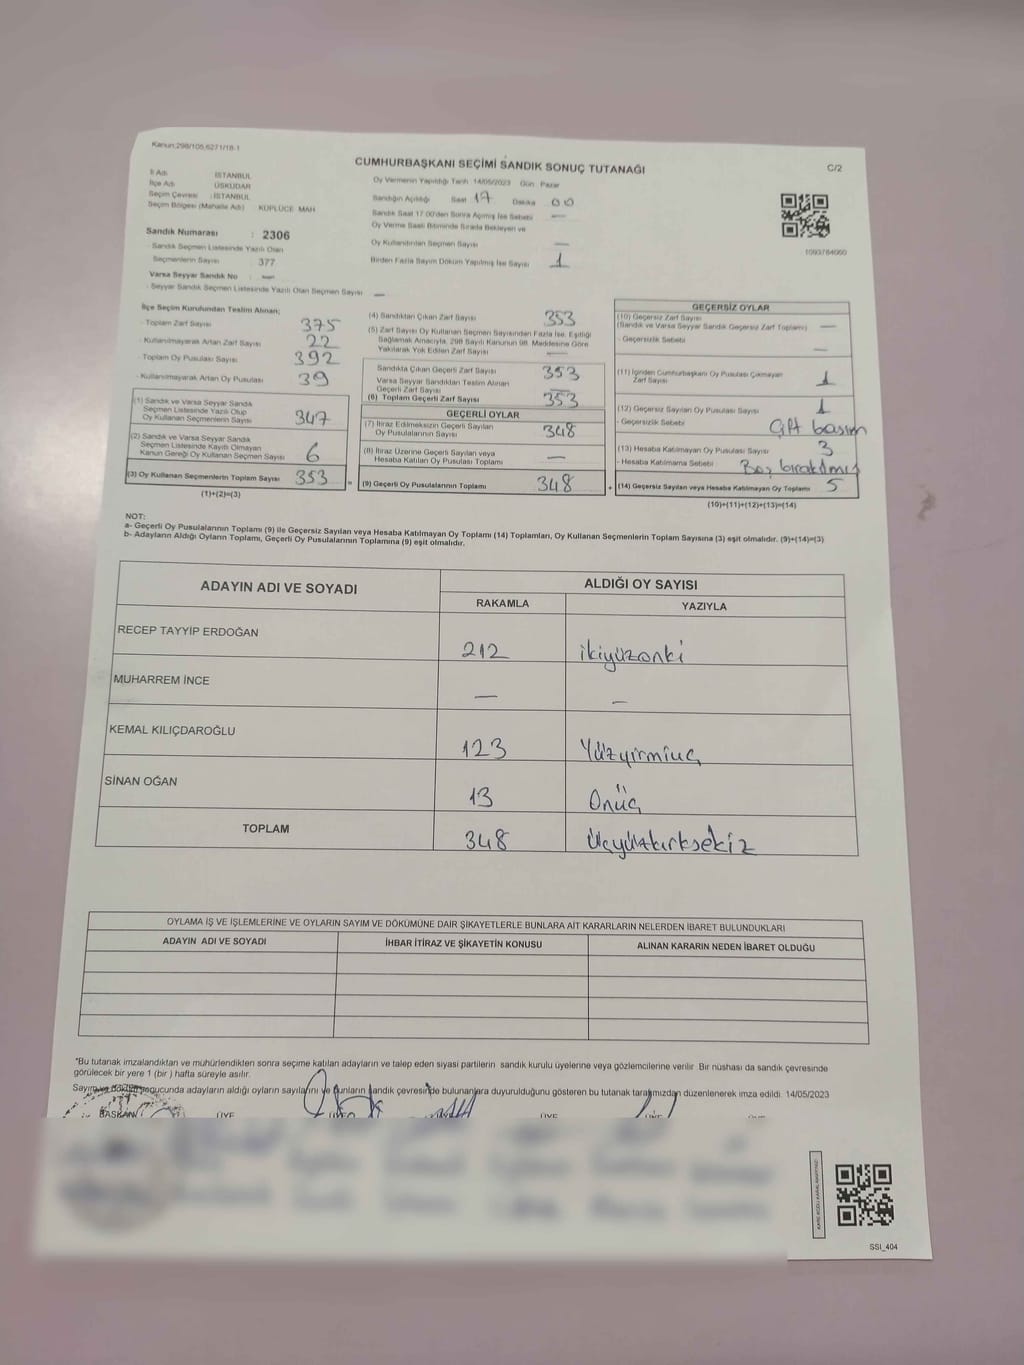 Kanun:298/105,6271/18-1
CUMHURBAŞKANI SEÇİMİ SANDIK SONUÇ TUTANAĞI
C/2
İl Adı : İSTANBUL
İlçe Adı : ÜSKÜDAR
Seçim Çevresi : İSTANBUL
Seçim Bölgesi (Mahalle Adı) : KÜPLÜCE MAH
Sandık Numarası : 2306
- Sandık Seçmen Listesinde Yazılı Olan
Seçmenlerin Sayısı : 377
Varsa Seyyar Sandık No : —
- Seyyar Sandık Seçmen Listesinde Yazılı Olan Seçmen Sayısı —
Oy Vermenin Yapıldığı Tarih 14/05/2023 Gün Pazar
Sandığın Açıldığı Saat 17 Dakika 00
Sandık Saat 17:00'den Sonra Açılmış İse Sebebi —
Oy Verme Saati Bitiminde Sırada Bekleyen ve
Oy Kullandırılan Seçmen Sayısı —
Birden Fazla Sayım Döküm Yapılmış İse Sayısı 1
1093784060
İlçe Seçim Kurulundan Teslim Alınan;
- Toplam Zarf Sayısı 375
- Kullanılmayarak Artan Zarf Sayısı 22
- Toplam Oy Pusulası Sayısı 392
- Kullanılmayarak Artan Oy Pusulası 39
(1) Sandık ve Varsa Seyyar Sandık
Seçmen Listesinde Yazılı Olup
Oy Kullanan Seçmenlerin Sayısı 347
(2) Sandık ve Varsa Seyyar Sandık
Seçmen Listesinde Kayıtlı Olmayan
Kanun Gereği Oy Kullanan Seçmen Sayısı 6
(3) Oy Kullanan Seçmenlerin Toplam Sayısı 353
(1)+(2)=(3)
(4) Sandıktan Çıkan Zarf Sayısı 353
(5) Zarf Sayısı Oy Kullanan Seçmen Sayısından Fazla İse, Eşitliği
Sağlamak Amacıyla, 298 Sayılı Kanunun 98. Maddesine Göre
Yakılarak Yok Edilen Zarf Sayısı —
Sandıkta Çıkan Geçerli Zarf Sayısı 353
Varsa Seyyar Sandıktan Teslim Alınan
Geçerli Zarf Sayısı —
(6) Toplam Geçerli Zarf Sayısı 353
GEÇERLİ OYLAR
(7) İtiraz Edilmeksizin Geçerli Sayılan
Oy Pusulalarının Sayısı 348
(8) İtiraz Üzerine Geçerli Sayılan veya
Hesaba Katılan Oy Pusulası Toplamı —
= (9) Geçerli Oy Pusulalarının Toplamı 348 +
GEÇERSİZ OYLAR
(10) Geçersiz Zarf Sayısı
(Sandık ve Varsa Seyyar Sandık Geçersiz Zarf Toplamı) —
- Geçersizlik Sebebi —
(11) İçinden Cumhurbaşkanı Oy Pusulası Çıkmayan
Zarf Sayısı 1
(12) Geçersiz Sayılan Oy Pusulası Sayısı 1
- Geçersizlik Sebebi Çift basım
(13) Hesaba Katılmayan Oy Pusulası Sayısı 3
- Hesaba Katılmama Sebebi Boş bırakılmış
(14) Geçersiz Sayılan veya Hesaba Katılmayan Oy Toplamı 5
(10)+(11)+(12)+(13)=(14)
NOT:
a- Geçerli Oy Pusulalarının Toplamı (9) ile Geçersiz Sayılan veya Hesaba Katılmayan Oy Toplamı (14) Toplamları, Oy Kullanan Seçmenlerin Toplam Sayısına (3) eşit olmalıdır. (9)+(14)=(3)
b- Adayların Aldığı Oyların Toplamı, Geçerli Oy Pusulalarının Toplamına (9) eşit olmalıdır.
ADAYIN ADI VE SOYADI
ALDIĞI OY SAYISI
RAKAMLA YAZIYLA
RECEP TAYYİP ERDOĞAN 212 ikiyüzonki
MUHARREM İNCE — —
KEMAL KILIÇDAROĞLU 123 Yüzyirmiüç
SİNAN OĞAN 13 Onüç
TOPLAM 348 Üçyüzkırksekiz
OYLAMA İŞ VE İŞLEMLERİNE VE OYLARIN SAYIM VE DÖKÜMÜNE DAİR ŞİKAYETLERLE BUNLARA AİT KARARLARIN NELERDEN İBARET BULUNDUKLARI
ADAYIN ADI VE SOYADI İHBAR İTİRAZ VE ŞİKAYETİN KONUSU ALINAN KARARIN NEDEN İBARET OLDUĞU
*Bu tutanak imzalandıktan ve mühürlendikten sonra seçime katılan adayların ve talep eden siyasi partilerin sandık kurulu üyelerine veya gözlemcilerine verilir. Bir nüshası da sandık çevresinde
görülecek bir yere 1 (bir ) hafta süreyle asılır.
Sayım ve döküm sonucunda adayların aldığı oyların sayılarını ve bunların sandık çevresinde bulunanlara duyurulduğunu gösteren bu tutanak tarafımızdan düzenlenerek imza edildi. 14/05/2023
BAŞKAN ÜYE ÜYE ÜYE ÜYE
SSI_404